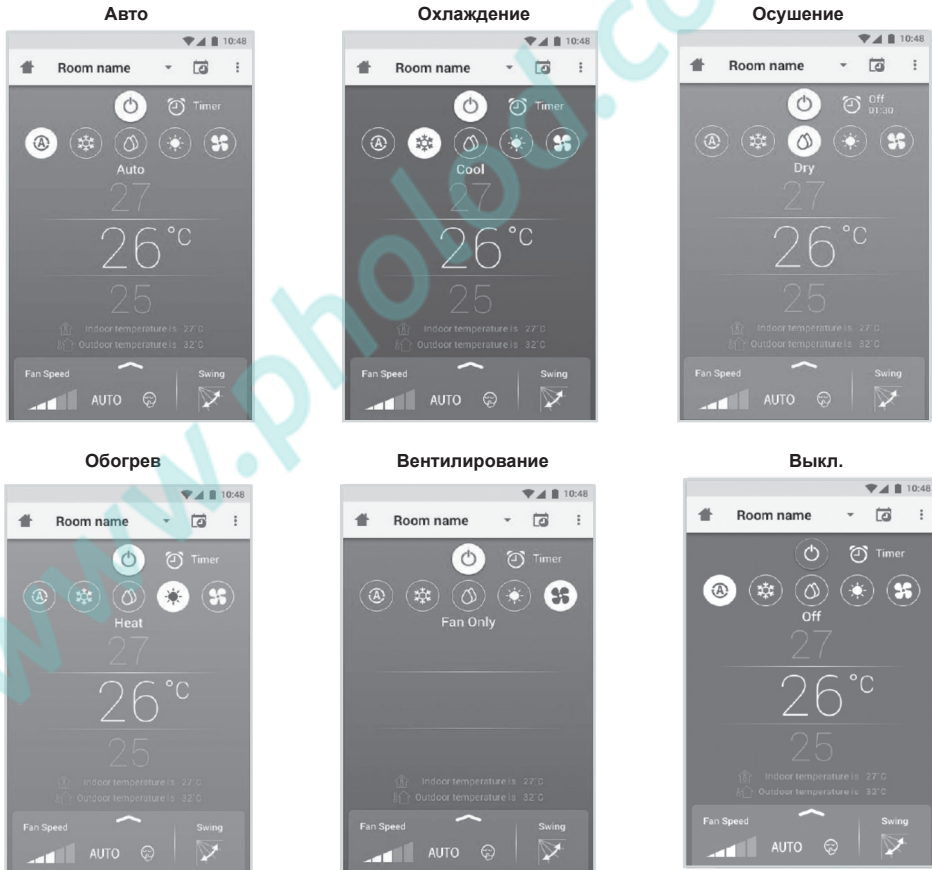 Авто
10:48
Room name
Timer
Auto
27
26°C
25
Indoor temperature is 27°C
Outdoor temperature is 32°C
Fan Speed Swing
AUTO
Охлаждение
10:48
Room name
Timer
Cool
27
26°C
25
Indoor temperature is 27°C
Outdoor temperature is 32°C
Fan Speed Swing
AUTO
Осушение
10:48
Room name
Off
01:30
Dry
27
26°C
25
Indoor temperature is 27°C
Outdoor temperature is 32°C
Fan Speed Swing
AUTO
Обогрев
10:48
Room name
Timer
Heat
27
26°C
25
Indoor temperature is 27°C
Outdoor temperature is 32°C
Fan Speed Swing
AUTO
Вентилирование
10:48
Room name
Timer
Fan Only
Indoor temperature is 27°C
Outdoor temperature is 32°C
Fan Speed Swing
AUTO
Выкл.
10:48
Room name
Timer
Off
27
26°C
25
Indoor temperature is 27°C
Outdoor temperature is 32°C
Fan Speed Swing
AUTO
www.pholod.co